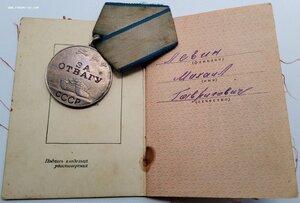 ЗА
ОТВАГУ
СССР
Левин
(фамилия)
Михаил
(имя)
Гаврилович
(отчество)
Подпись владельца
удостоверения